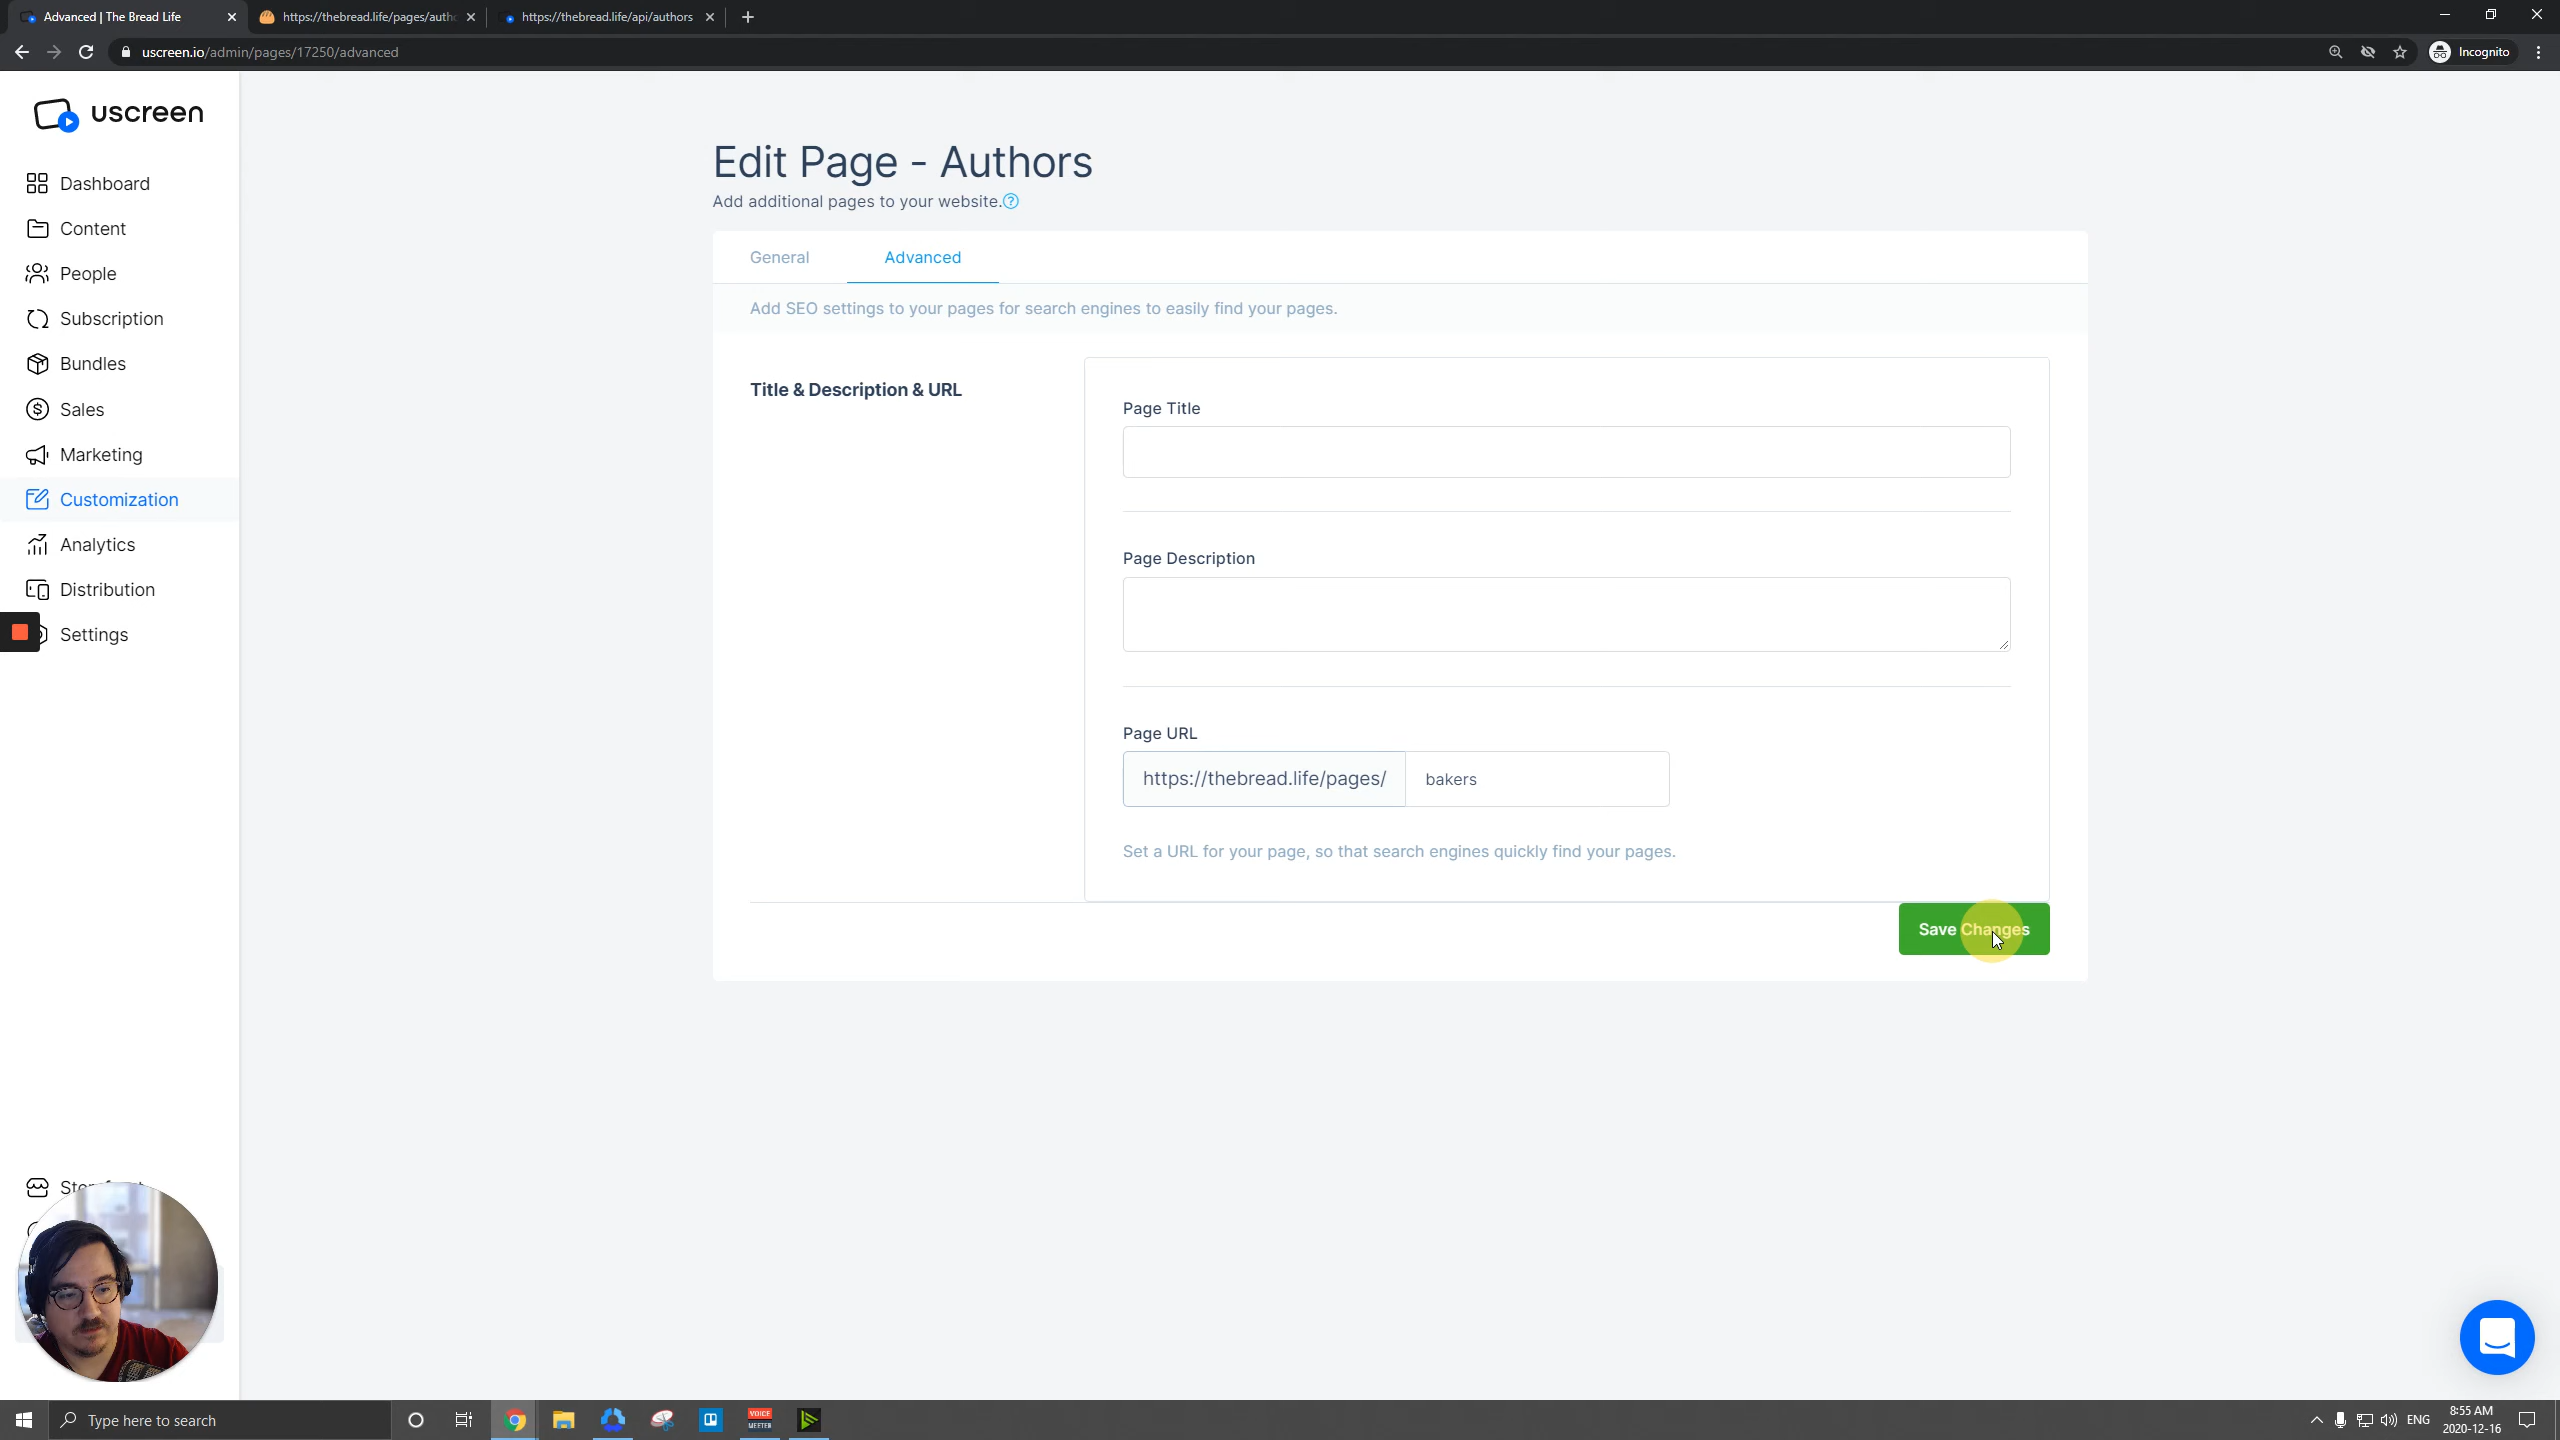 Advanced | The Bread Life
https://thebread.life/pages/autho
https://thebread.life/api/authors
uscreen.io/admin/pages/17250/advanced
Incognito
uscreen
Dashboard
Content
People
Subscription
Bundles
Sales
Marketing
Customization
Analytics
Distribution
Settings
Edit Page - Authors
Add additional pages to your website.
General
Advanced
Add SEO settings to your pages for search engines to easily find your pages.
Title & Description & URL
Page Title
Page Description
Page URL
https://thebread.life/pages/
bakers
Set a URL for your page, so that search engines quickly find your pages.
Save Changes
Type here to search
VOICE
MEETER
ENG
8:55 AM
2020-12-16